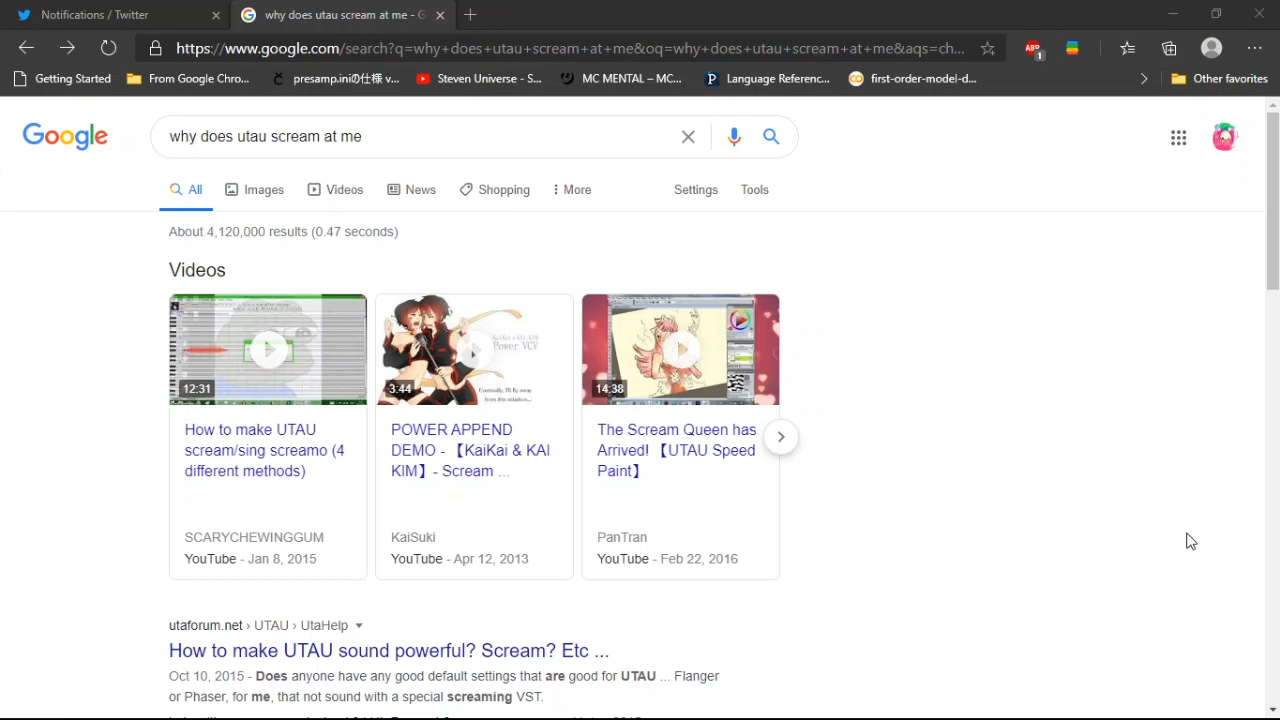 Notifications / Twitter
why does utau scream at me - G
https://www.google.com/search?q=why+does+utau+scream+at+me&oq=why+does+utau+scream+at+me&aqs=ch...
ABP
1
Getting Started
From Google Chro...
presamp.iniの仕様 v...
Steven Universe - S...
MC MENTAL – MC...
Language Referenc...
first-order-model-d...
Other favorites
Google
why does utau scream at me
All
Images
Videos
News
Shopping
More
Settings
Tools
About 4,120,000 results (0.47 seconds)
Videos
12:31
How to make UTAU
scream/sing screamo (4
different methods)
SCARYCHEWINGGUM
YouTube - Jan 8, 2015
KaiKai & KAI KIM
Power VCV
3:44
POWER APPEND
DEMO - 【KaiKai & KAI
KIM】- Scream ...
KaiSuki
YouTube - Apr 12, 2013
14:38
The Scream Queen has
Arrived! 【UTAU Speed
Paint】
PanTran
YouTube - Feb 22, 2016
utaforum.net › UTAU › UtaHelp
How to make UTAU sound powerful? Scream? Etc ...
Oct 10, 2015 - Does anyone have any good default settings that are good for UTAU ... Flanger
or Phaser, for me, that not sound with a special screaming VST.